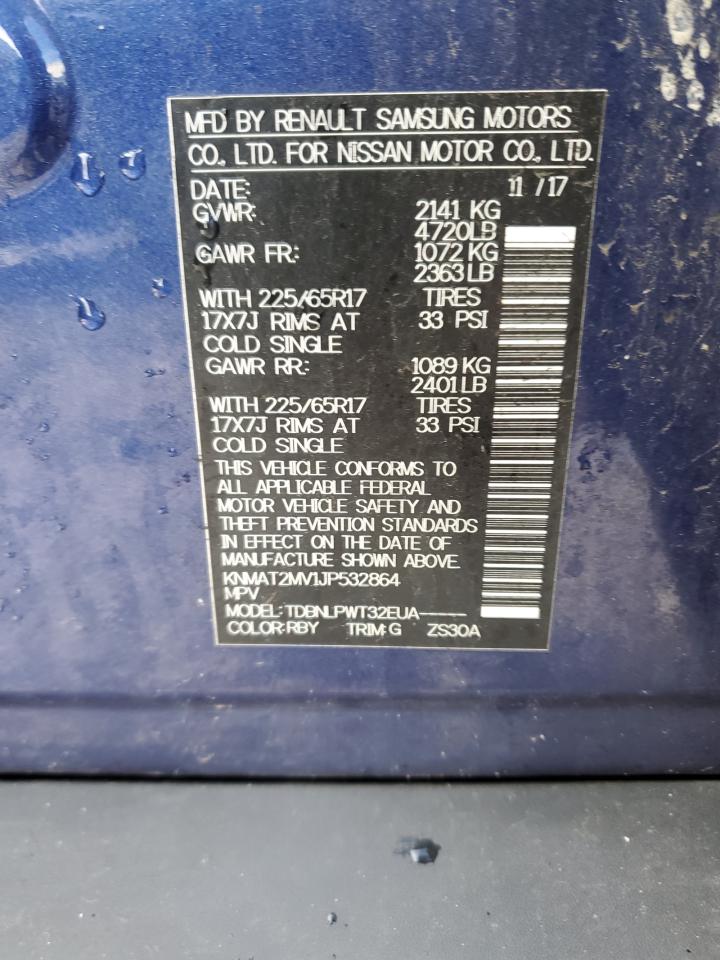 MFD BY RENAULT SAMSUNG MOTORS
CO., LTD. FOR NISSAN MOTOR CO., LTD.
DATE: 11 /17
GVWR: 2141 KG
4720LB
GAWR FR: 1072 KG
2363LB
WITH 225/65R17 TIRES
17X7J RIMS AT 33 PSI
COLD SINGLE
GAWR RR: 1089 KG
2401LB
WITH 225/65R17 TIRES
17X7J RIMS AT 33 PSI
COLD SINGLE
THIS VEHICLE CONFORMS TO
ALL APPLICABLE FEDERAL
MOTOR VEHICLE SAFETY AND
THEFT PREVENTION STANDARDS
IN EFFECT ON THE DATE OF
MANUFACTURE SHOWN ABOVE.
KNMAT2MV1JP532864
MPV
MODEL: TDBNLPWT32EUA-----
COLOR:RBY TRIM:G ZS30A